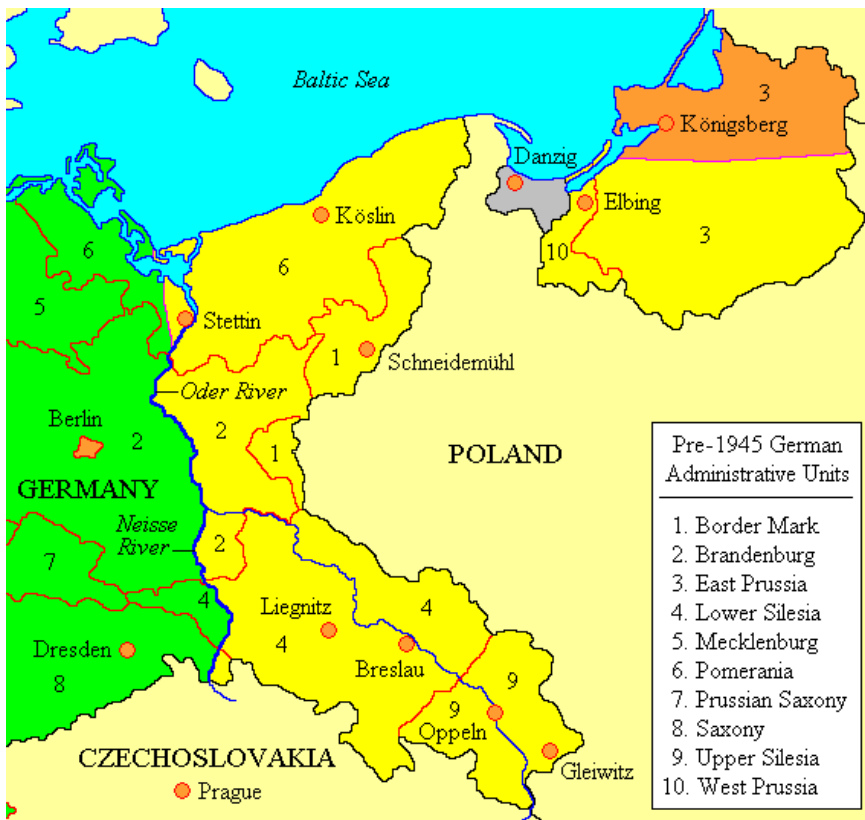 Baltic Sea
3
Königsberg
Danzig
Elbing
Köslin
10
3
6
6
5
Stettin
1
Schneidemühl
Oder River
Berlin
2
2
1
POLAND
GERMANY
Neisse
River
2
7
4
Liegnitz
4
4
Breslau
Dresden
8
9
9
Oppeln
Gleiwitz
CZECHOSLOVAKIA
Prague
Pre-1945 German
Administrative Units
1. Border Mark
2. Brandenburg
3. East Prussia
4. Lower Silesia
5. Mecklenburg
6. Pomerania
7. Prussian Saxony
8. Saxony
9. Upper Silesia
10. West Prussia